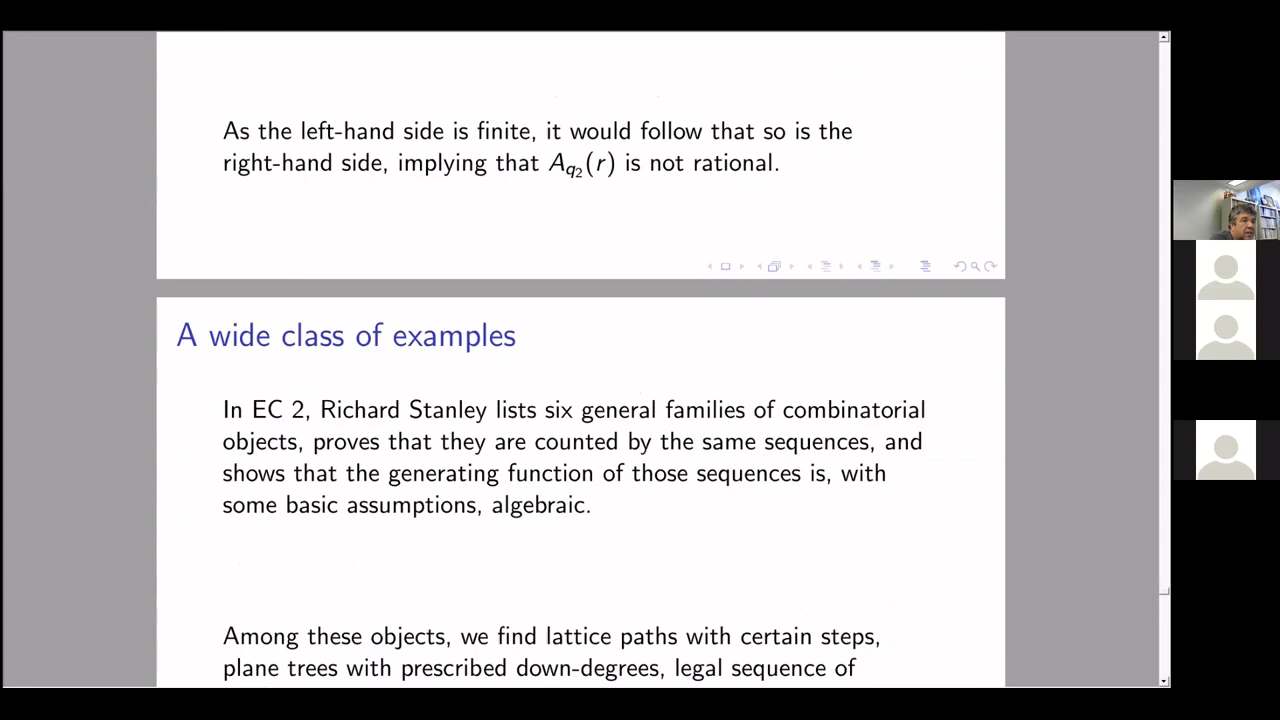 As the left-hand side is finite, it would follow that so is the
right-hand side, implying that A_{q_2}(r) is not rational.
A wide class of examples
In EC 2, Richard Stanley lists six general families of combinatorial
objects, proves that they are counted by the same sequences, and
shows that the generating function of those sequences is, with
some basic assumptions, algebraic.
Among these objects, we find lattice paths with certain steps,
plane trees with prescribed down-degrees, legal sequence of